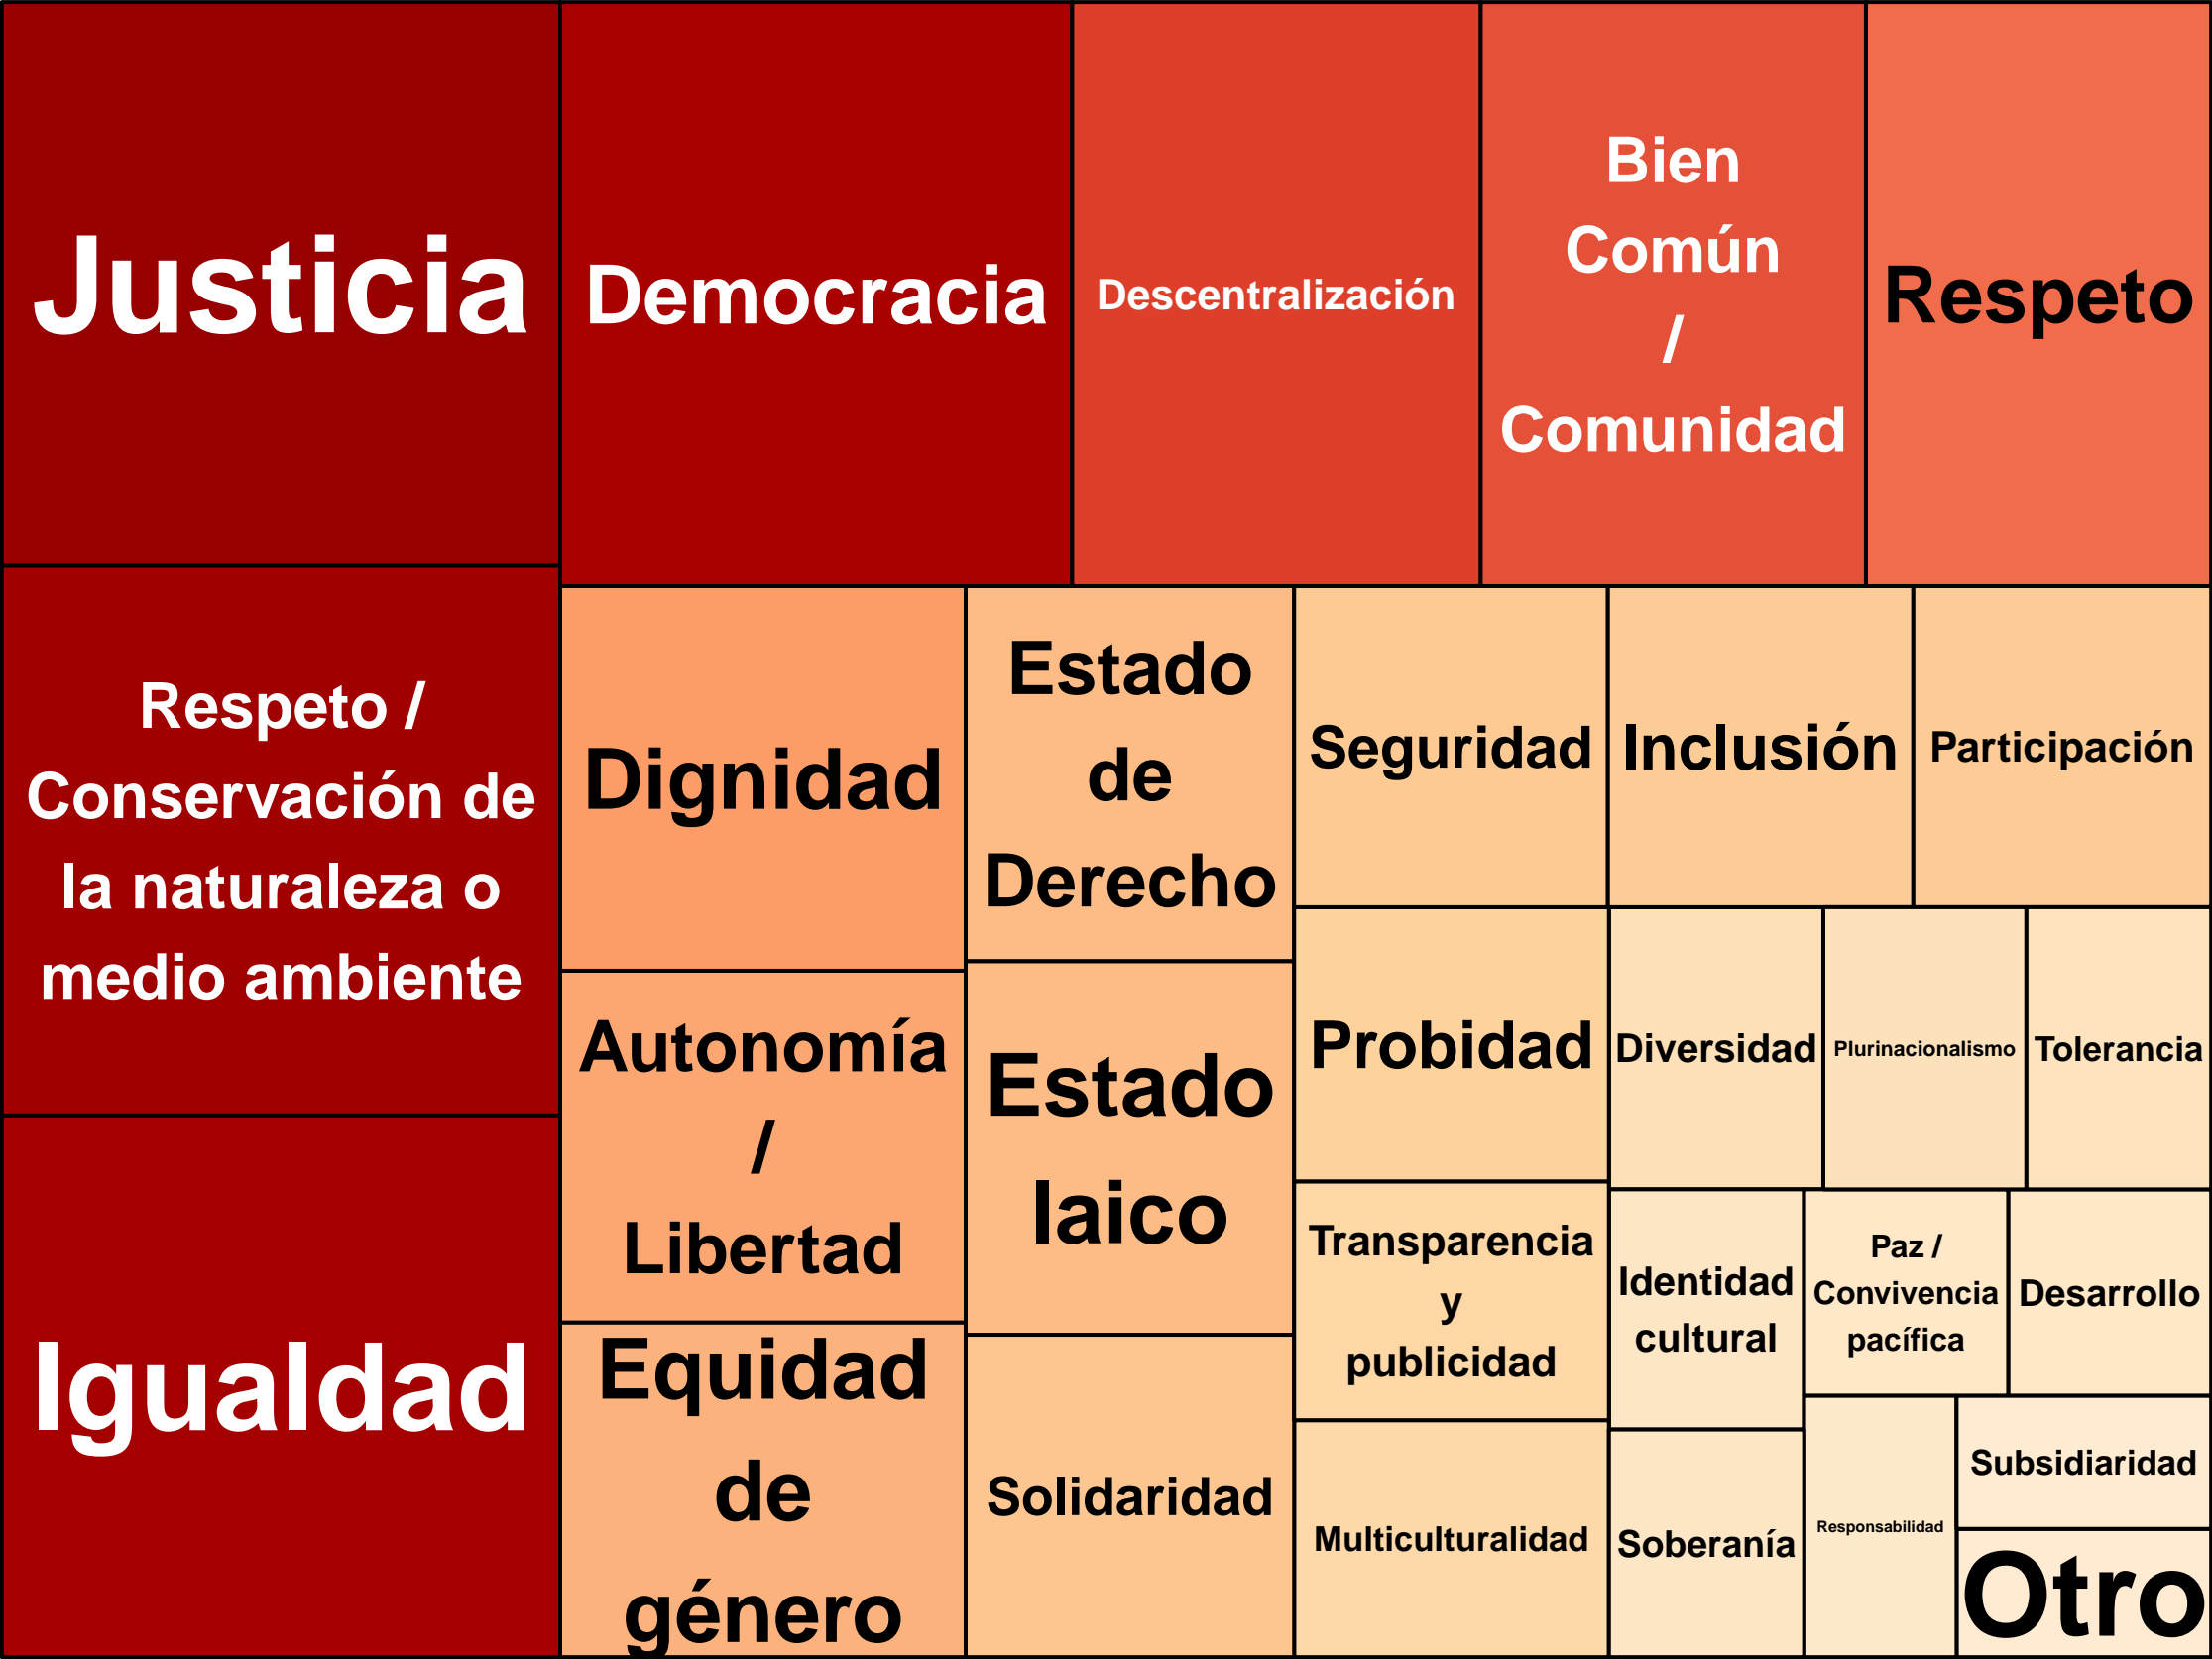 Justicia
Democracia
Descentralización
Bien
Común
/
Comunidad
Respeto
Respeto /
Conservación de
la naturaleza o
medio ambiente
Igualdad
Dignidad
Autonomía
/
Libertad
Equidad
de
género
Estado
de
Derecho
Estado
laico
Solidaridad
Seguridad
Inclusión
Participación
Probidad
Diversidad
Plurinacionalismo
Tolerancia
Transparencia
y
publicidad
Multiculturalidad
Identidad
cultural
Paz /
Convivencia
pacífica
Desarrollo
Soberanía
Responsabilidad
Subsidiaridad
Otro